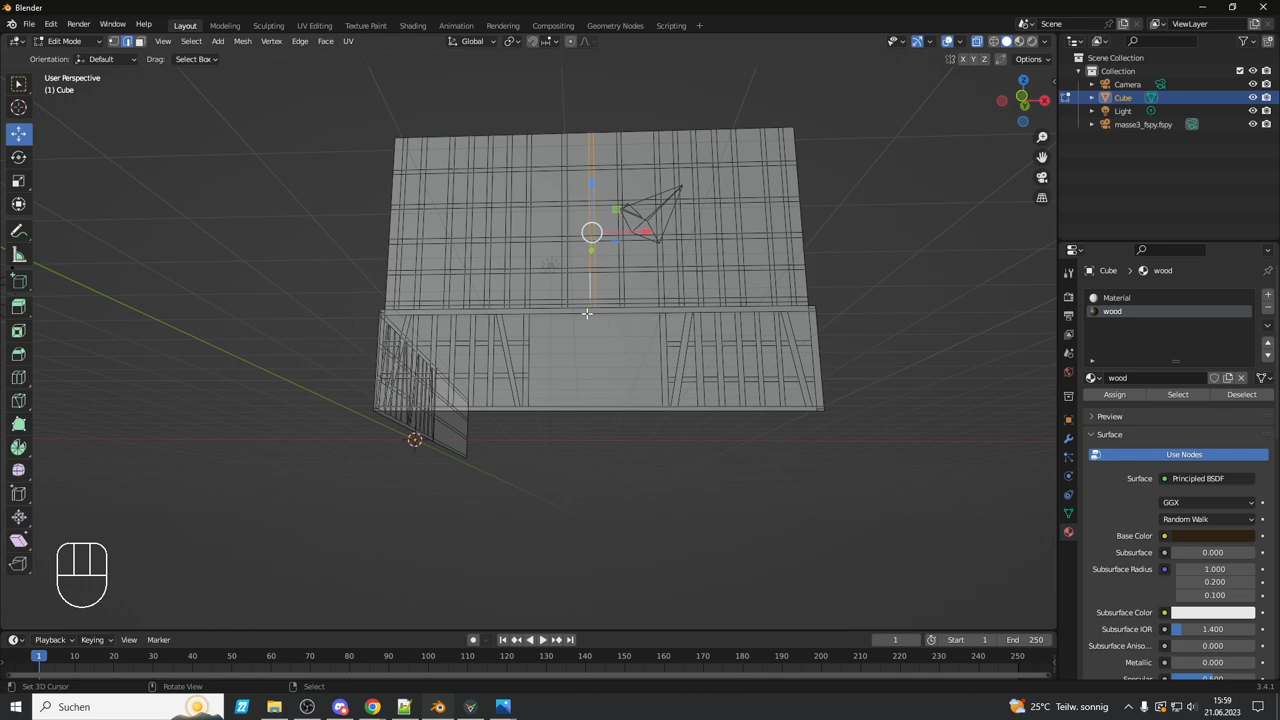 Blender
File Edit Render Window Help Layout Modeling Sculpting UV Editing Texture Paint Shading Animation Rendering Compositing Geometry Nodes Scripting + Scene ViewLayer
Edit Mode View Select Add Mesh Vertex Edge Face UV Global
Orientation: Default Drag: Select Box X Y Z Options
User Perspective
(1) Cube
Z
X
Y
Scene Collection
Collection
Camera
Cube
Light
masse3_fspy.fspy
Cube wood
Material
wood
wood
Assign Select Deselect
Preview
Surface
Use Nodes
Surface Principled BSDF
GGX
Random Walk
Base Color
Subsurface 0.000
Subsurface Radius 1.000
0.200
0.100
Subsurface Color
Subsurface IOR 1.400
Subsurface Aniso... 0.000
Metallic 0.000
Playback Keying View Marker 1 Start 1 End 250
1 10 20 30 40 50 60 70 80 90 100 110 120 130 140 150 160 170 180 190 200 210 220 230 240 250
Set 3D Cursor Rotate View Select 3.4.1
Suchen 25°C Teilw. sonnig 15:59
21.06.2023